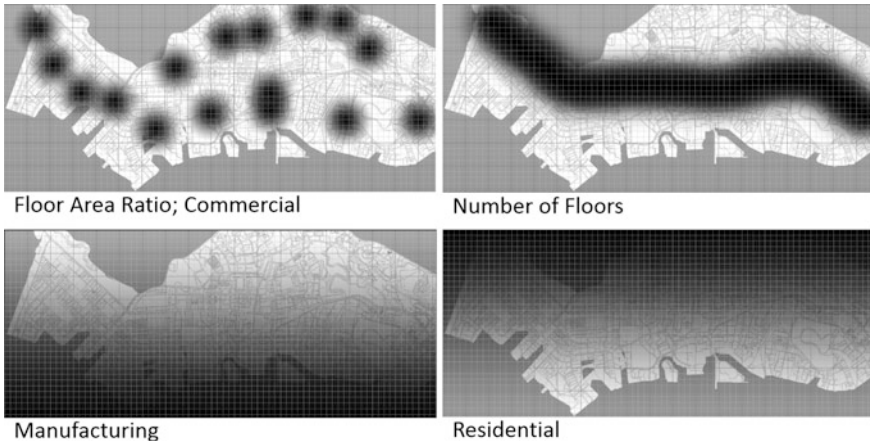 Floor Area Ratio; Commercial
Number of Floors
Manufacturing
Residential